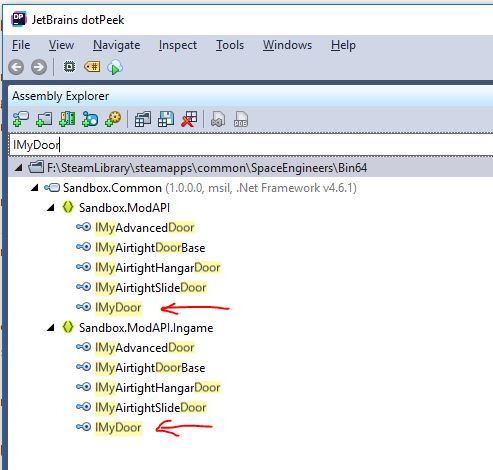 JetBrains dotPeek
File View Navigate Inspect Tools Windows Help
Assembly Explorer
IMyDoor
F:\SteamLibrary\steamapps\common\SpaceEngineers\Bin64
Sandbox.Common (1.0.0.0, msil, .Net Framework v4.6.1)
Sandbox.ModAPI
IMyAdvancedDoor
IMyAirtightDoorBase
IMyAirtightHangarDoor
IMyAirtightSlideDoor
IMyDoor
Sandbox.ModAPI.Ingame
IMyAdvancedDoor
IMyAirtightDoorBase
IMyAirtightHangarDoor
IMyAirtightSlideDoor
IMyDoor